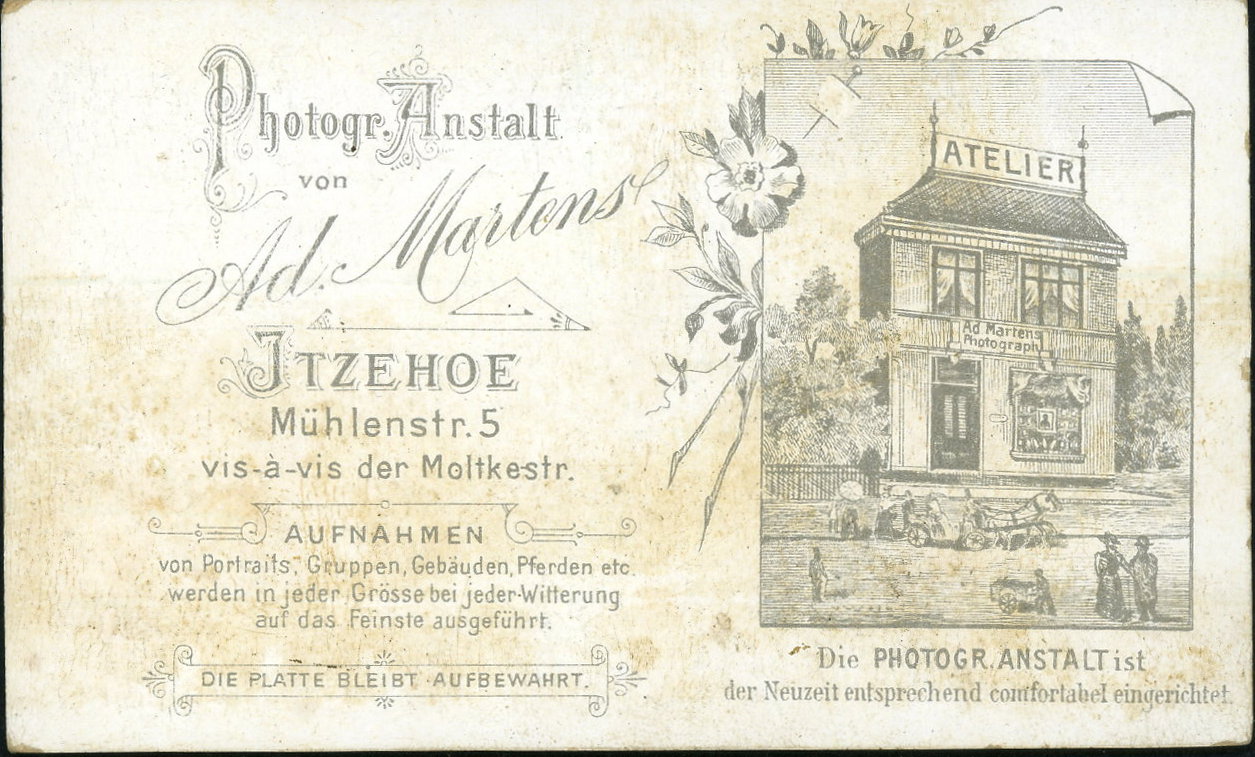 Photogr. Anstalt
von
Ad. Martens
ITZEHOE
Mühlenstr. 5
vis-à-vis der Moltkestr.
AUFNAHMEN
von Portraits, Gruppen, Gebäuden, Pferden etc.
werden in jeder Grösse bei jeder Witterung
auf das Feinste ausgeführt.
DIE PLATTE BLEIBT AUFBEWAHRT.
ATELIER
Ad Martens
Photograph
Die PHOTOGR. ANSTALT ist
der Neuzeit entsprechend comfortabel eingerichtet.